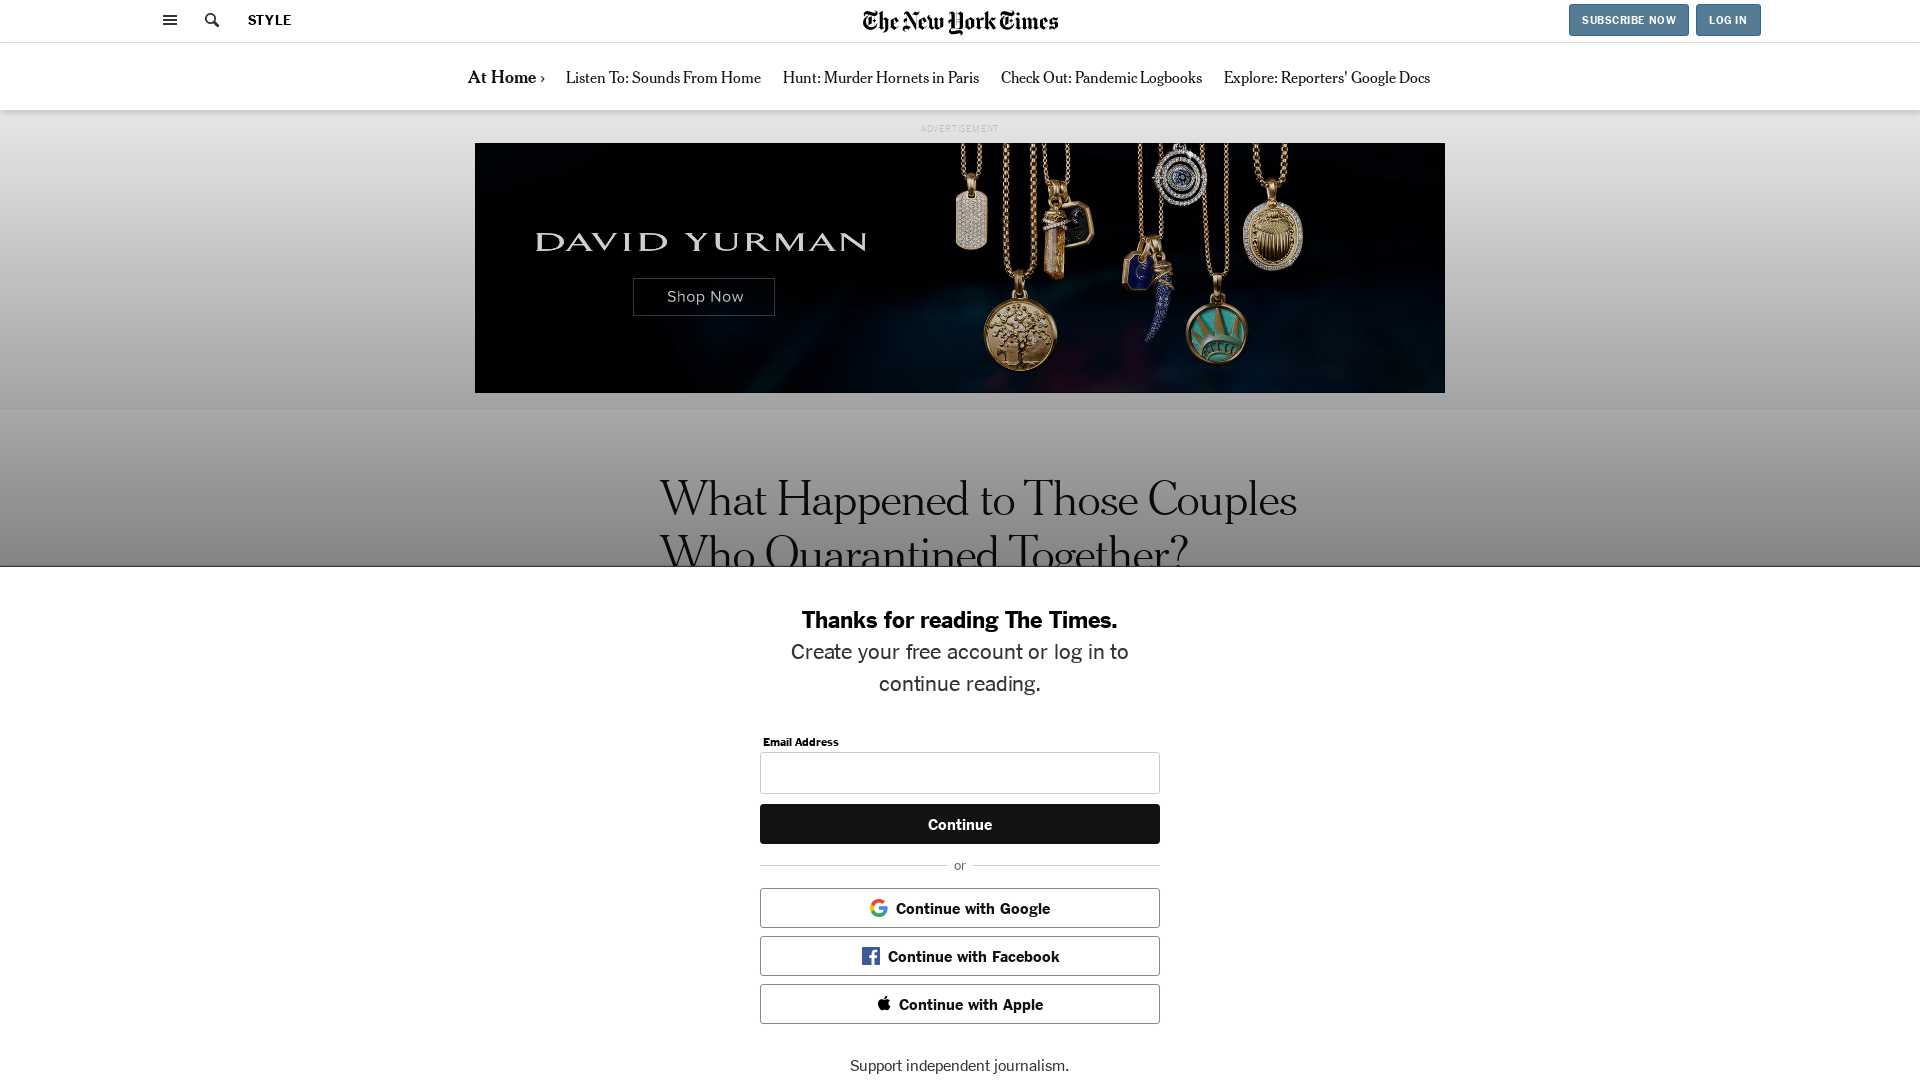 STYLE
The New York Times
SUBSCRIBE NOW
LOG IN
At Home ›
Listen To: Sounds From Home
Hunt: Murder Hornets in Paris
Check Out: Pandemic Logbooks
Explore: Reporters' Google Docs
ADVERTISEMENT
DAVID YURMAN
Shop Now
What Happened to Those Couples
Who Quarantined Together?
Thanks for reading The Times.
Create your free account or log in to
continue reading.
Email Address
Continue
or
Continue with Google
Continue with Facebook
Continue with Apple
Support independent journalism.